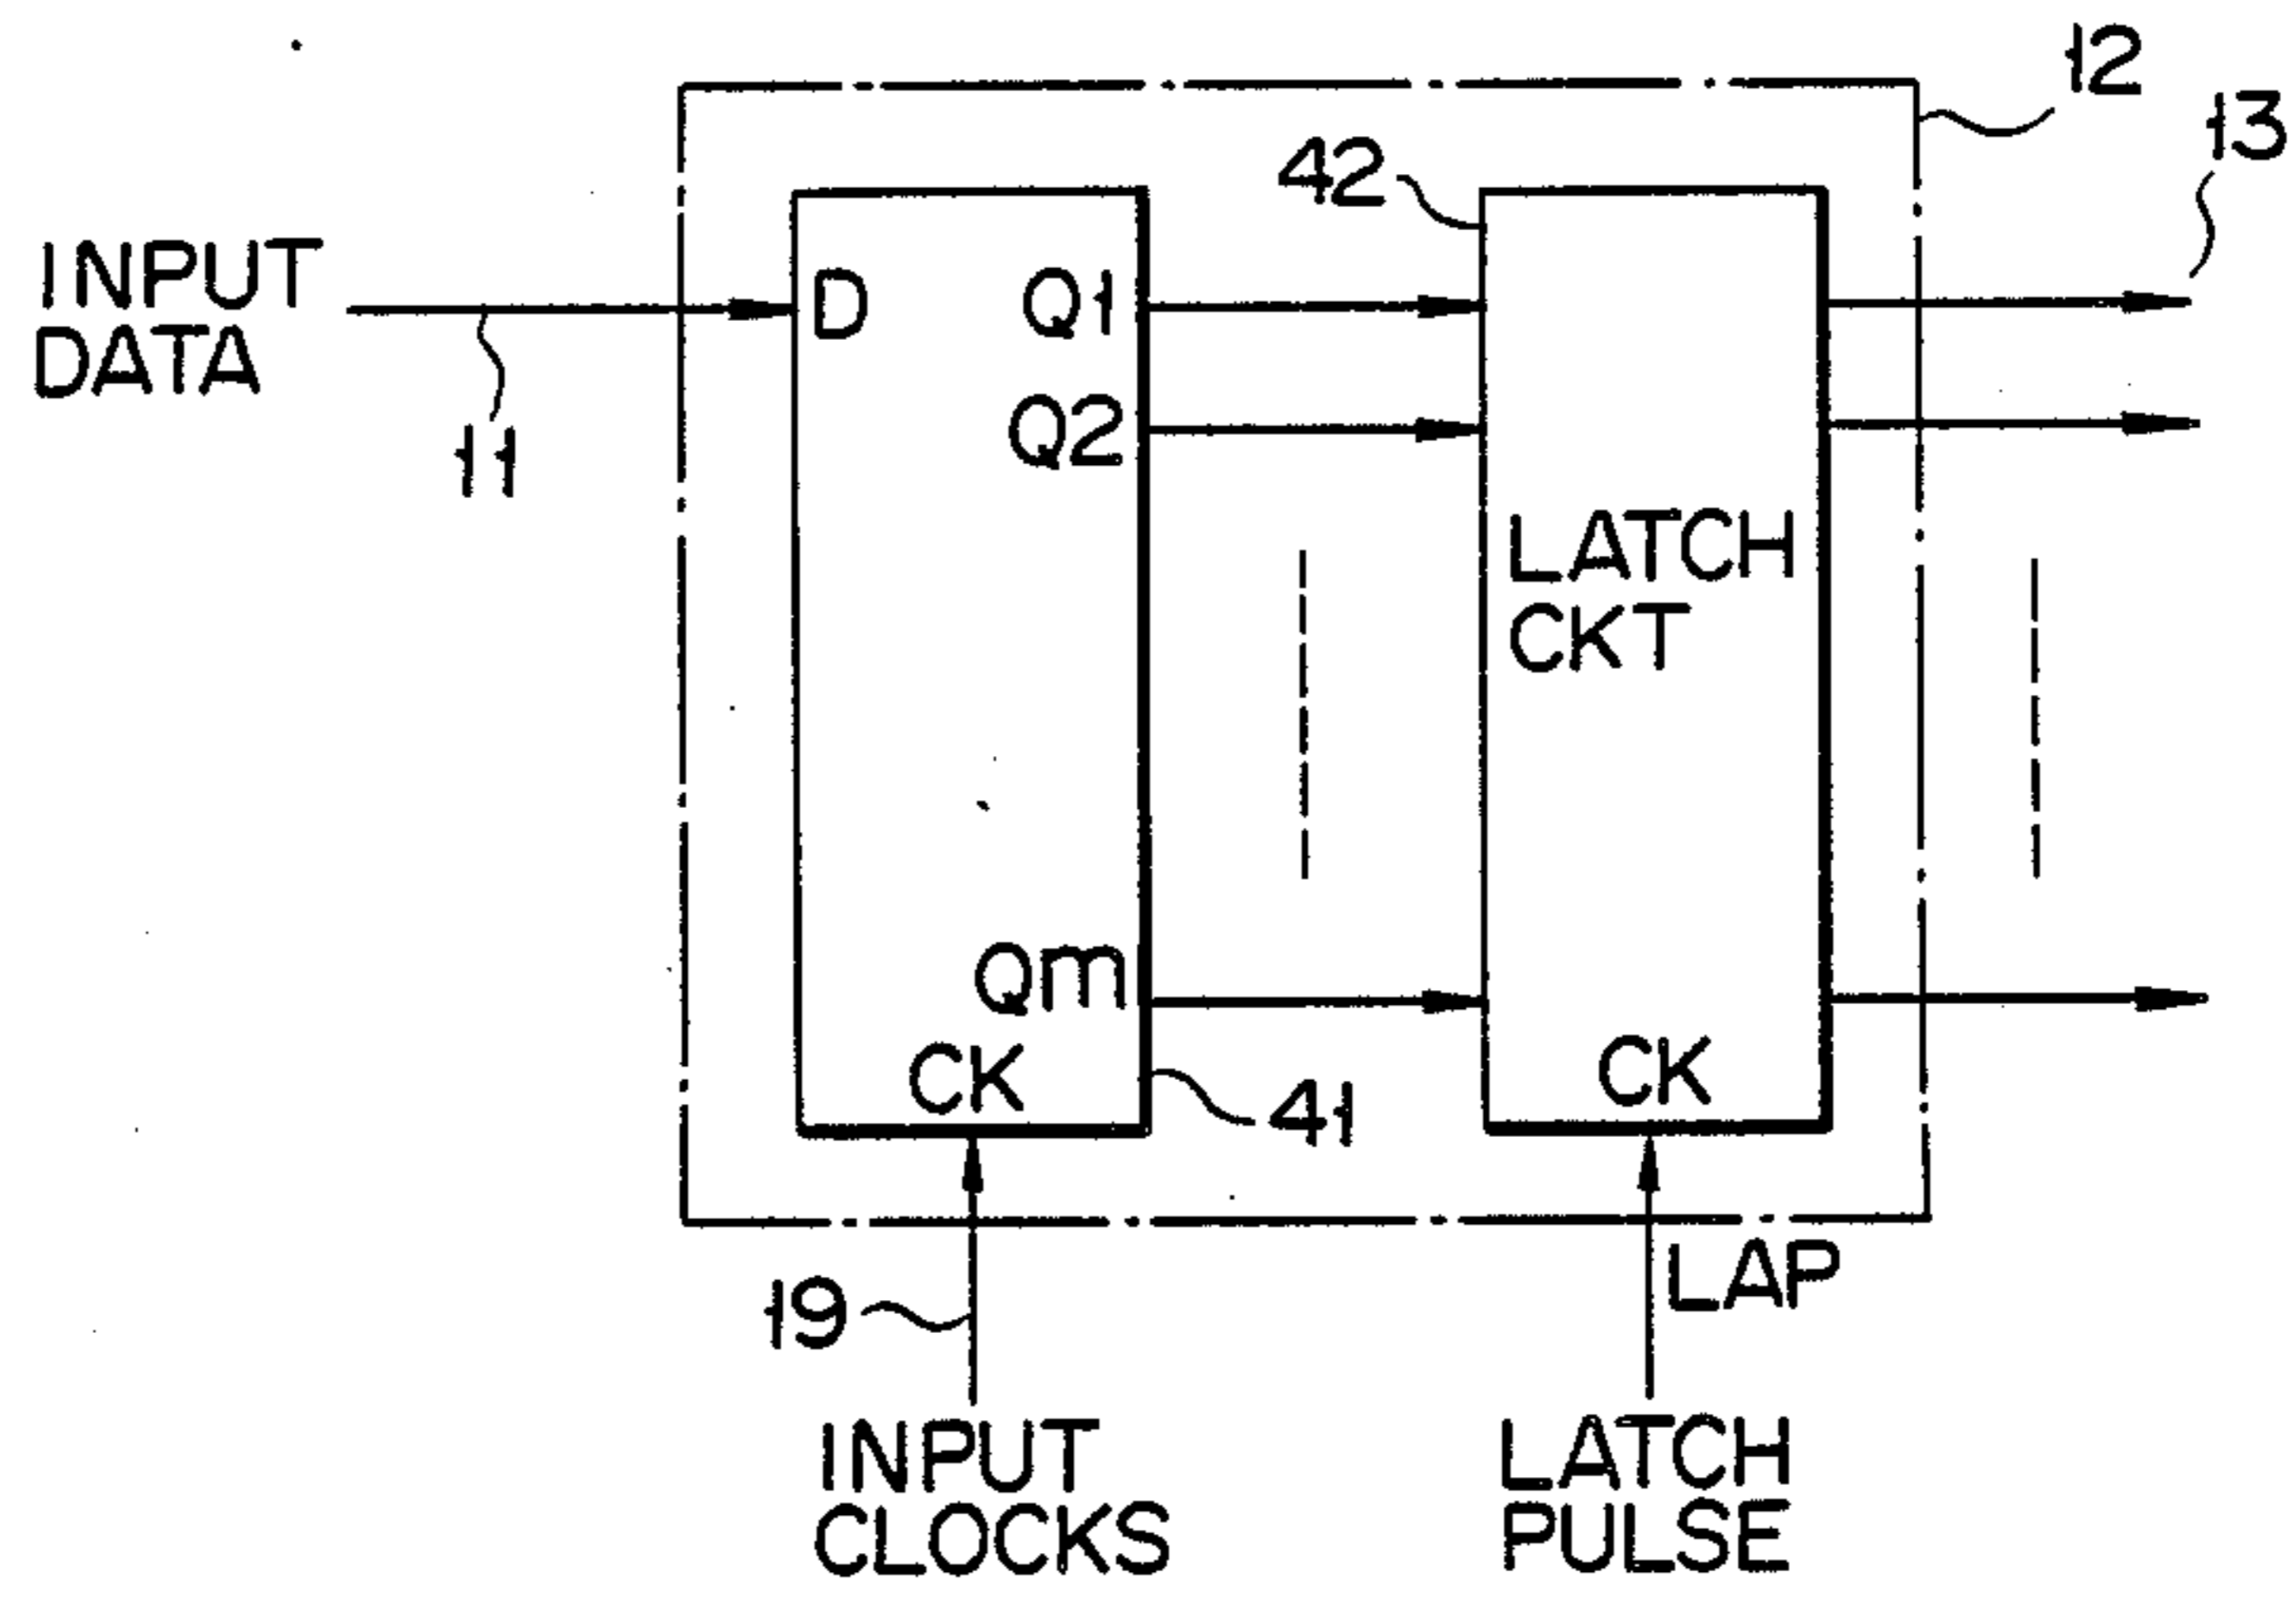 12
13
42
INPUT
DATA
D
Q1
11
Q2
LATCH
CKT
Qm
CK
41
CK
19
LAP
INPUT
CLOCKS
LATCH
PULSE